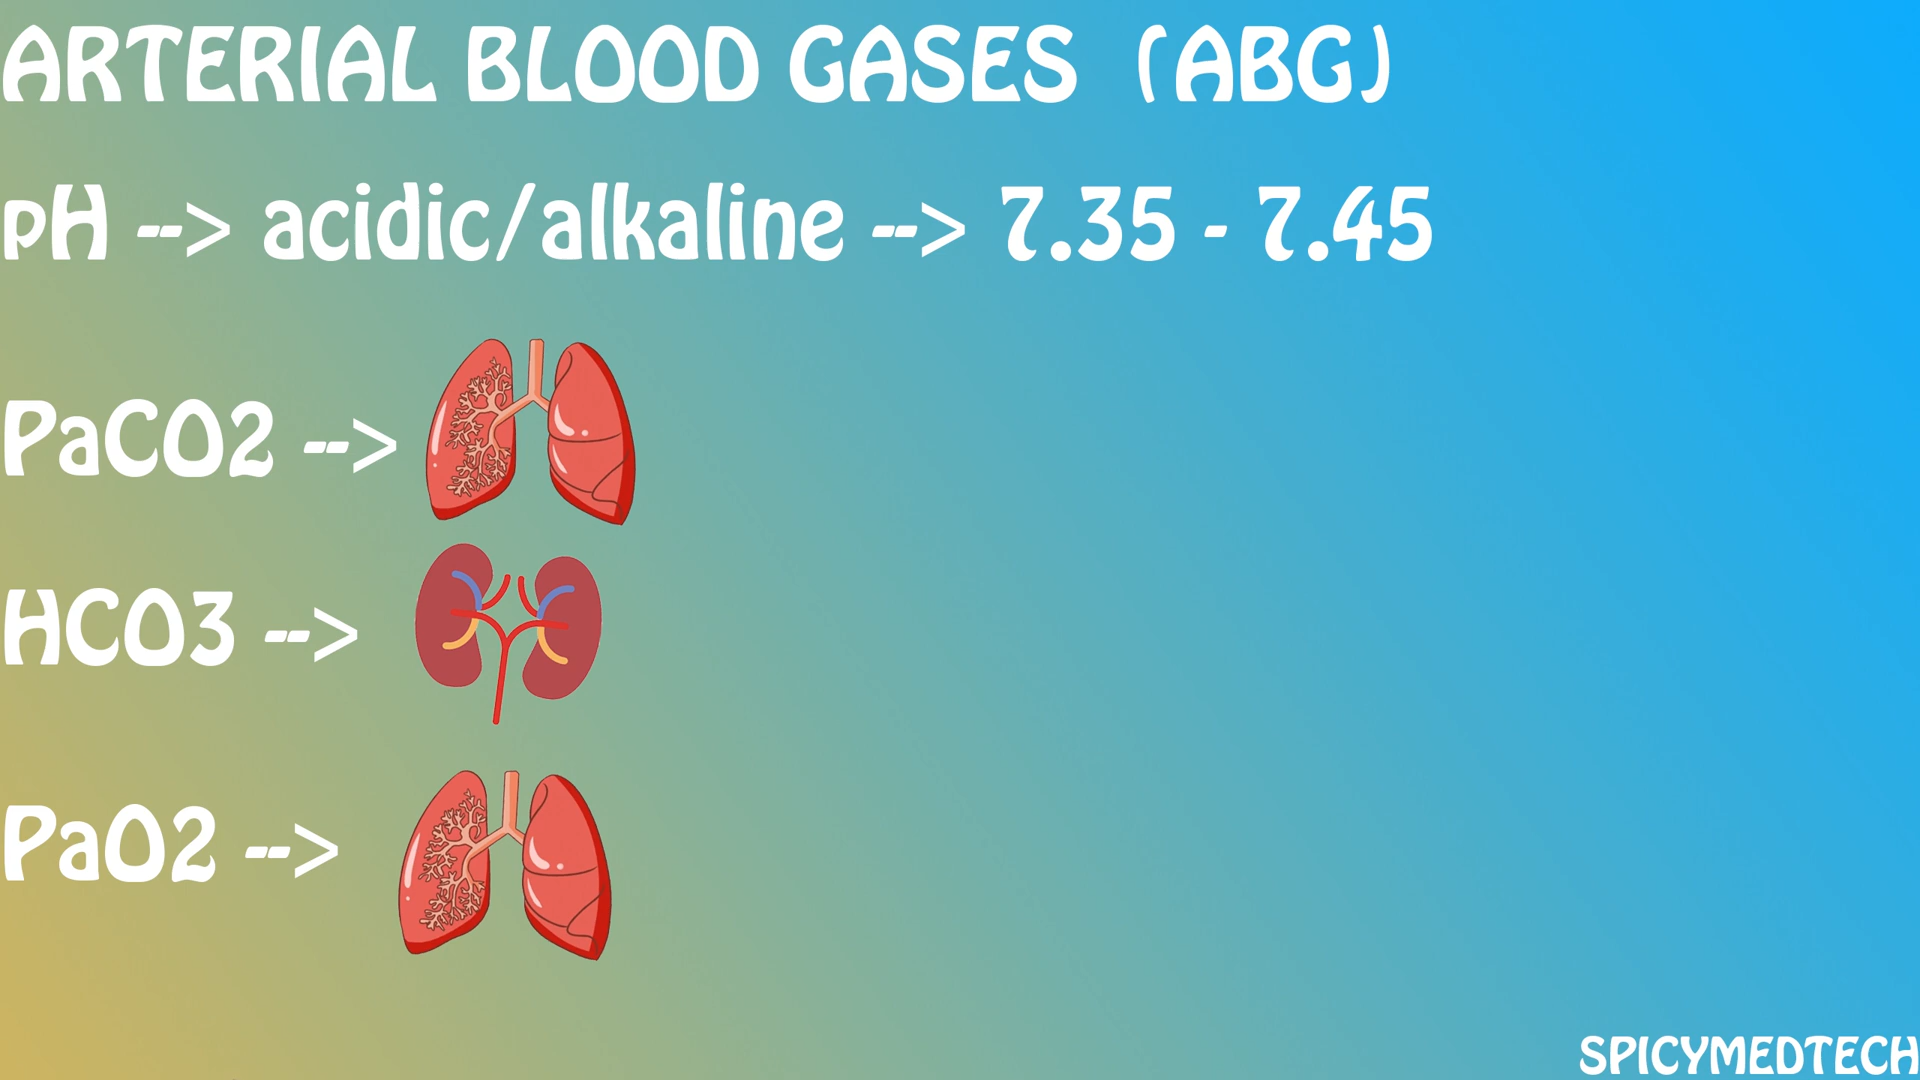 ARTERIAL BLOOD GASES (ABG)
pH --> acidic/alkaline --> 7.35 - 7.45
PaCO2 -->
HCO3 -->
PaO2 -->
SPICYMEDTECH